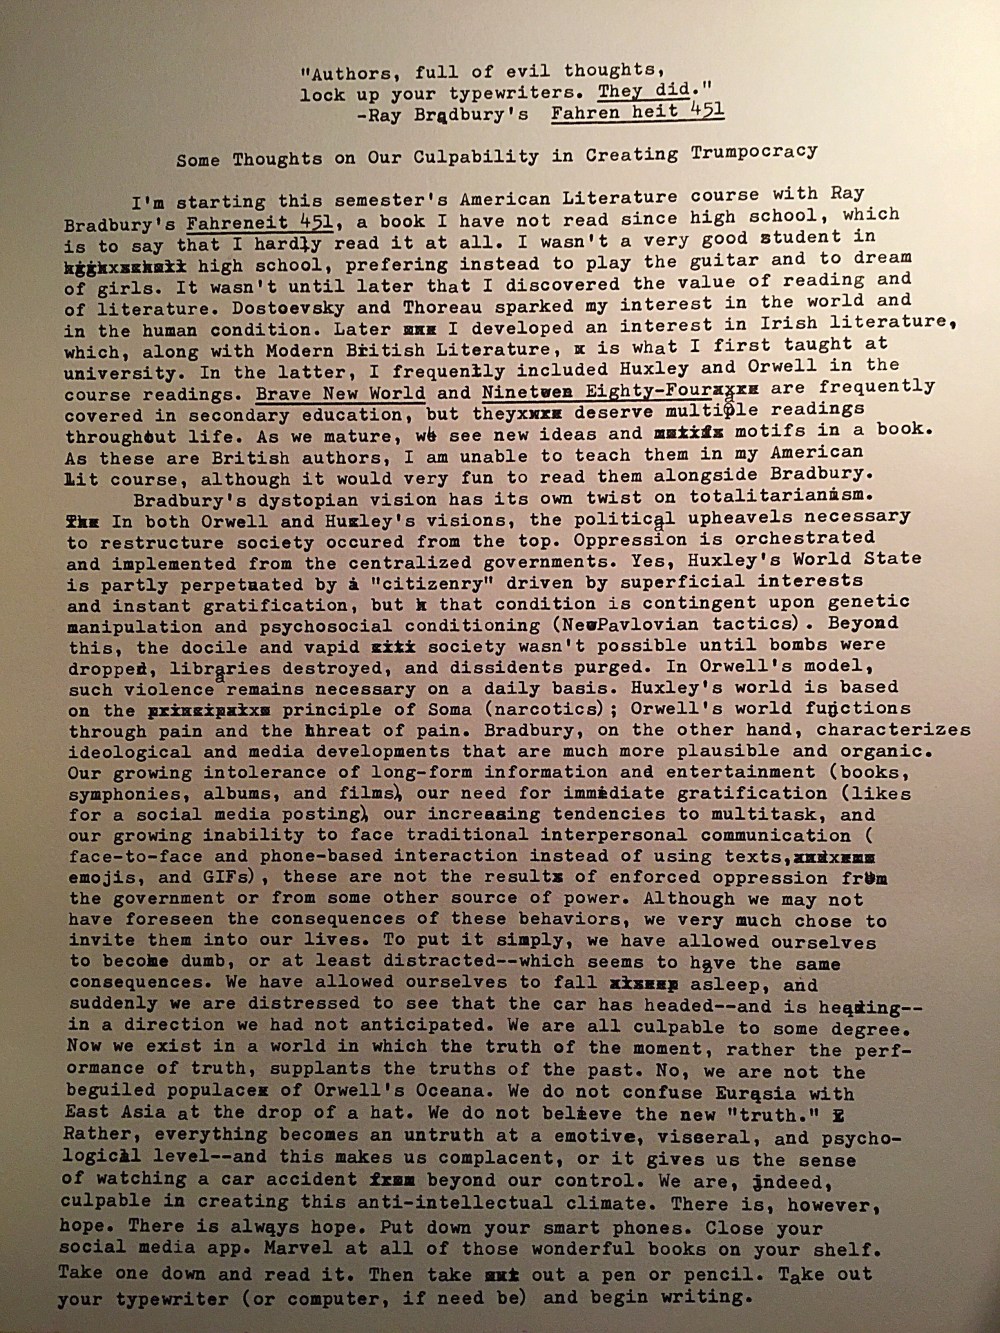 "Authors, full of evil thoughts,
lock up your typewriters. They did."
-Ray Bradbury's Fahren heit 451
Some Thoughts on Our Culpability in Creating Trumpocracy
I'm starting this semester's American Literature course with Ray
Bradbury's Fahreneit 451, a book I have not read since high school, which
is to say that I hardly read it at all. I wasn't a very good student in
high school, prefering instead to play the guitar and to dream
of girls. It wasn't until later that I discovered the value of reading and
of literature. Dostoevsky and Thoreau sparked my interest in the world and
in the human condition. Later I developed an interest in Irish literature,
which, along with Modern British Literature, is what I first taught at
university. In the latter, I frequently included Huxley and Orwell in the
course readings. Brave New World and Nineteen Eighty-Four are frequently
covered in secondary education, but they deserve multiple readings
throughout life. As we mature, we see new ideas and motifs in a book.
As these are British authors, I am unable to teach them in my American
Lit course, although it would very fun to read them alongside Bradbury.
Bradbury's dystopian vision has its own twist on totalitarianism.
In both Orwell and Huxley's visions, the political upheavels necessary
to restructure society occured from the top. Oppression is orchestrated
and implemented from the centralized governments. Yes, Huxley's World State
is partly perpetuated by a "citizenry" driven by superficial interests
and instant gratification, but that condition is contingent upon genetic
manipulation and psychosocial conditioning (NeoPavlovian tactics). Beyond
this, the docile and vapid society wasn't possible until bombs were
dropped, libraries destroyed, and dissidents purged. In Orwell's model,
such violence remains necessary on a daily basis. Huxley's world is based
on the principle of Soma (narcotics); Orwell's world functions
through pain and the threat of pain. Bradbury, on the other hand, characterizes
ideological and media developments that are much more plausible and organic.
Our growing intolerance of long-form information and entertainment (books,
symphonies, albums, and films), our need for immediate gratification (likes
for a social media posting), our increasing tendencies to multitask, and
our growing inability to face traditional interpersonal communication (
face-to-face and phone-based interaction instead of using texts,
emojis, and GIFs), these are not the results of enforced oppression from
the government or from some other source of power. Although we may not
have foreseen the consequences of these behaviors, we very much chose to
invite them into our lives. To put it simply, we have allowed ourselves
to become dumb, or at least distracted--which seems to have the same
consequences. We have allowed ourselves to fall asleep, and
suddenly we are distressed to see that the car has headed--and is heading--
in a direction we had not anticipated. We are all culpable to some degree.
Now we exist in a world in which the truth of the moment, rather the perf-
ormance of truth, supplants the truths of the past. No, we are not the
beguiled populace of Orwell's Oceana. We do not confuse Eurasia with
East Asia at the drop of a hat. We do not believe the new "truth."
Rather, everything becomes an untruth at a emotive, visseral, and psycho-
logical level--and this makes us complacent, or it gives us the sense
of watching a car accident beyond our control. We are, indeed,
culpable in creating this anti-intellectual climate. There is, however,
hope. There is always hope. Put down your smart phones. Close your
social media app. Marvel at all of those wonderful books on your shelf.
Take one down and read it. Then take out a pen or pencil. Take out
your typewriter (or computer, if need be) and begin writing.